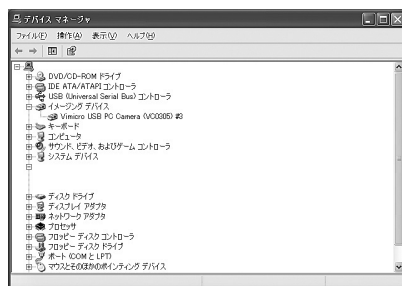 デバイス マネージャ
ファイル(F) 操作(A) 表示(V) ヘルプ(H)
DVD/CD-ROM ドライブ
IDE ATA/ATAPI コントローラ
USB (Universal Serial Bus) コントローラ
イメージング デバイス
Vimicro USB PC Camera (VC0305) #3
キーボード
コンピュータ
サウンド、ビデオ、およびゲーム コントローラ
システム デバイス
ディスク ドライブ
ディスプレイ アダプタ
ネットワーク アダプタ
プロセッサ
フロッピー ディスク コントローラ
フロッピー ディスク ドライブ
ポート (COM と LPT)
マウスとそのほかのポインティング デバイス